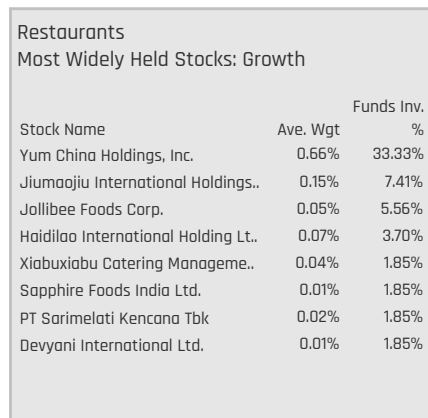 Restaurants
Most Widely Held Stocks: Growth
Funds Inv.
Stock Name Ave. Wgt %
Yum China Holdings, Inc. 0.66% 33.33%
Jiumaojiu International Holdings.. 0.15% 7.41%
Jollibee Foods Corp. 0.05% 5.56%
Haidilao International Holding Lt.. 0.07% 3.70%
Xiabuxiabu Catering Manageme.. 0.04% 1.85%
Sapphire Foods India Ltd. 0.01% 1.85%
PT Sarimelati Kencana Tbk 0.02% 1.85%
Devyani International Ltd. 0.01% 1.85%